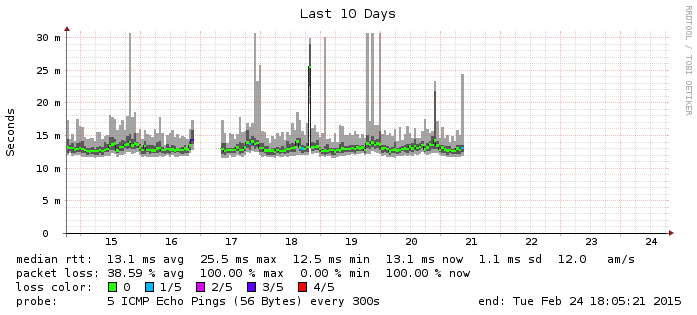 Last 10 Days
RRDTOOL / TOBI OETIKER
Seconds
30 m
25 m
20 m
15 m
10 m
5 m
0
15 16 17 18 19 20 21 22 23 24
median rtt: 13.1 ms avg 25.5 ms max 12.5 ms min 13.1 ms now 1.1 ms sd 12.0 am/s
packet loss: 38.59 % avg 100.00 % max 0.00 % min 100.00 % now
loss color: 0 1/5 2/5 3/5 4/5
probe: 5 ICMP Echo Pings (56 Bytes) every 300s end: Tue Feb 24 18:05:21 2015